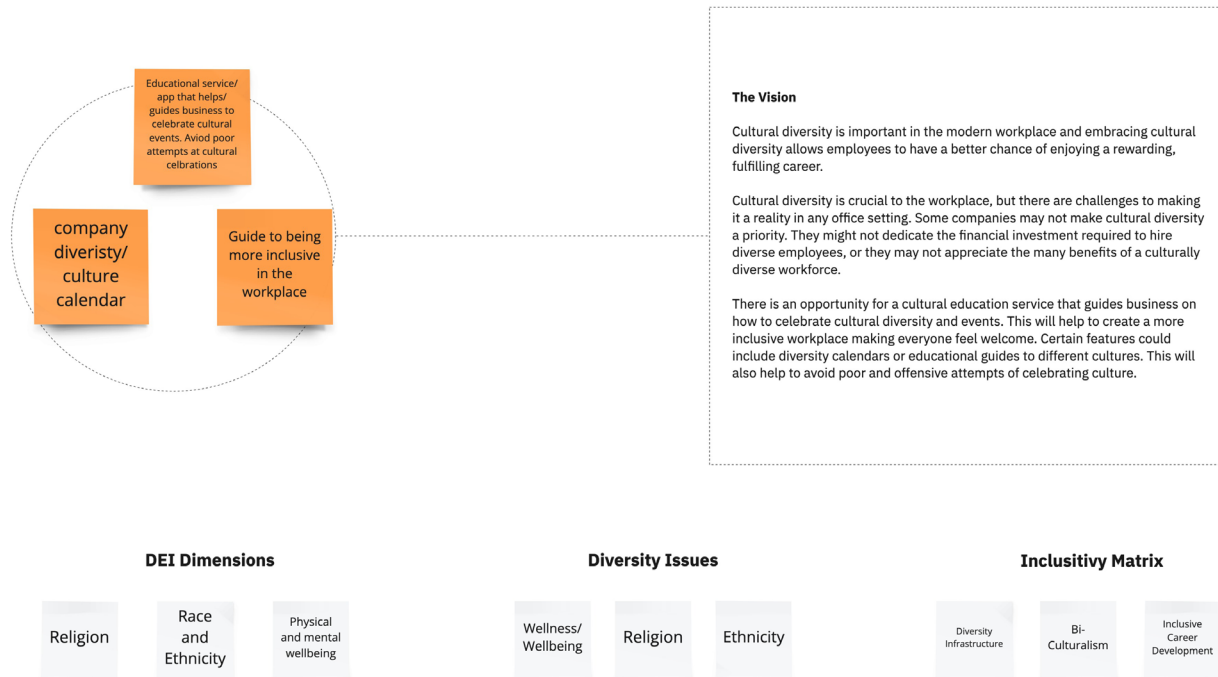 Educational service/
app that helps/
guides business to
celebrate cultural
events. Aviod poor
attempts at cultural
celbrations
company
diveristy/
culture
calendar
Guide to being
more inclusive
in the
workplace
The Vision
Cultural diversity is important in the modern workplace and embracing cultural
diversity allows employees to have a better chance of enjoying a rewarding,
fulfilling career.
Cultural diversity is crucial to the workplace, but there are challenges to making
it a reality in any office setting. Some companies may not make cultural diversity
a priority. They might not dedicate the financial investment required to hire
diverse employees, or they may not appreciate the many benefits of a culturally
diverse workforce.
There is an opportunity for a cultural education service that guides business on
how to celebrate cultural diversity and events. This will help to create a more
inclusive workplace making everyone feel welcome. Certain features could
include diversity calendars or educational guides to different cultures. This will
also help to avoid poor and offensive attempts of celebrating culture.
DEI Dimensions
Religion
Race
and
Ethnicity
Physical
and mental
wellbeing
Diversity Issues
Wellness/
Wellbeing
Religion
Ethnicity
Inclusitivy Matrix
Diversity
Infrastructure
Bi-
Culturalism
Inclusive
Career
Development